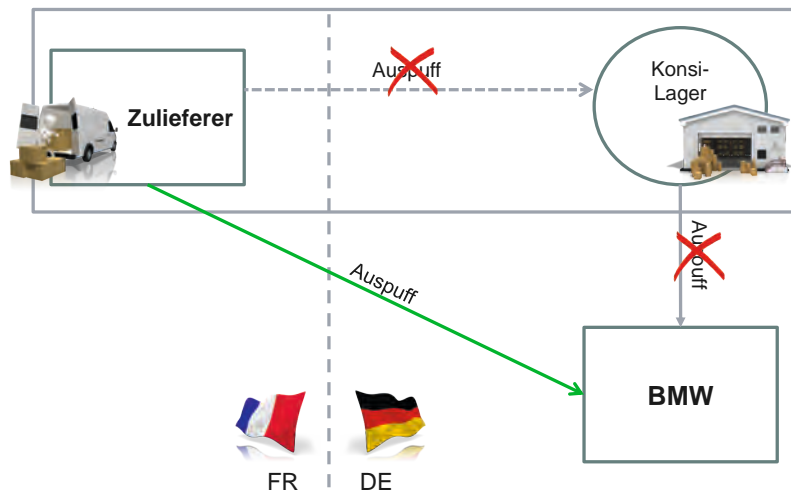 Auspuff
Konsi-
Lager
Zulieferer
Auspuff
Auspuff
BMW
FR
DE